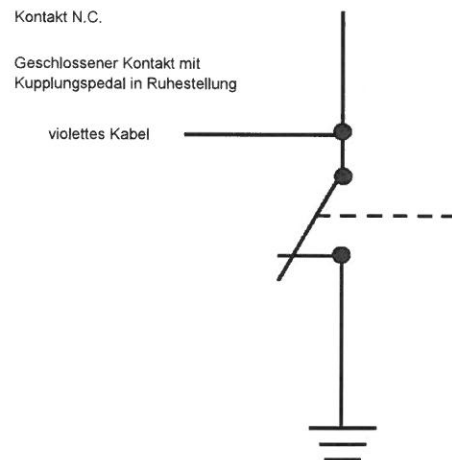 Kontakt N.C.
Geschlossener Kontakt mit
Kupplungspedal in Ruhestellung
violettes Kabel